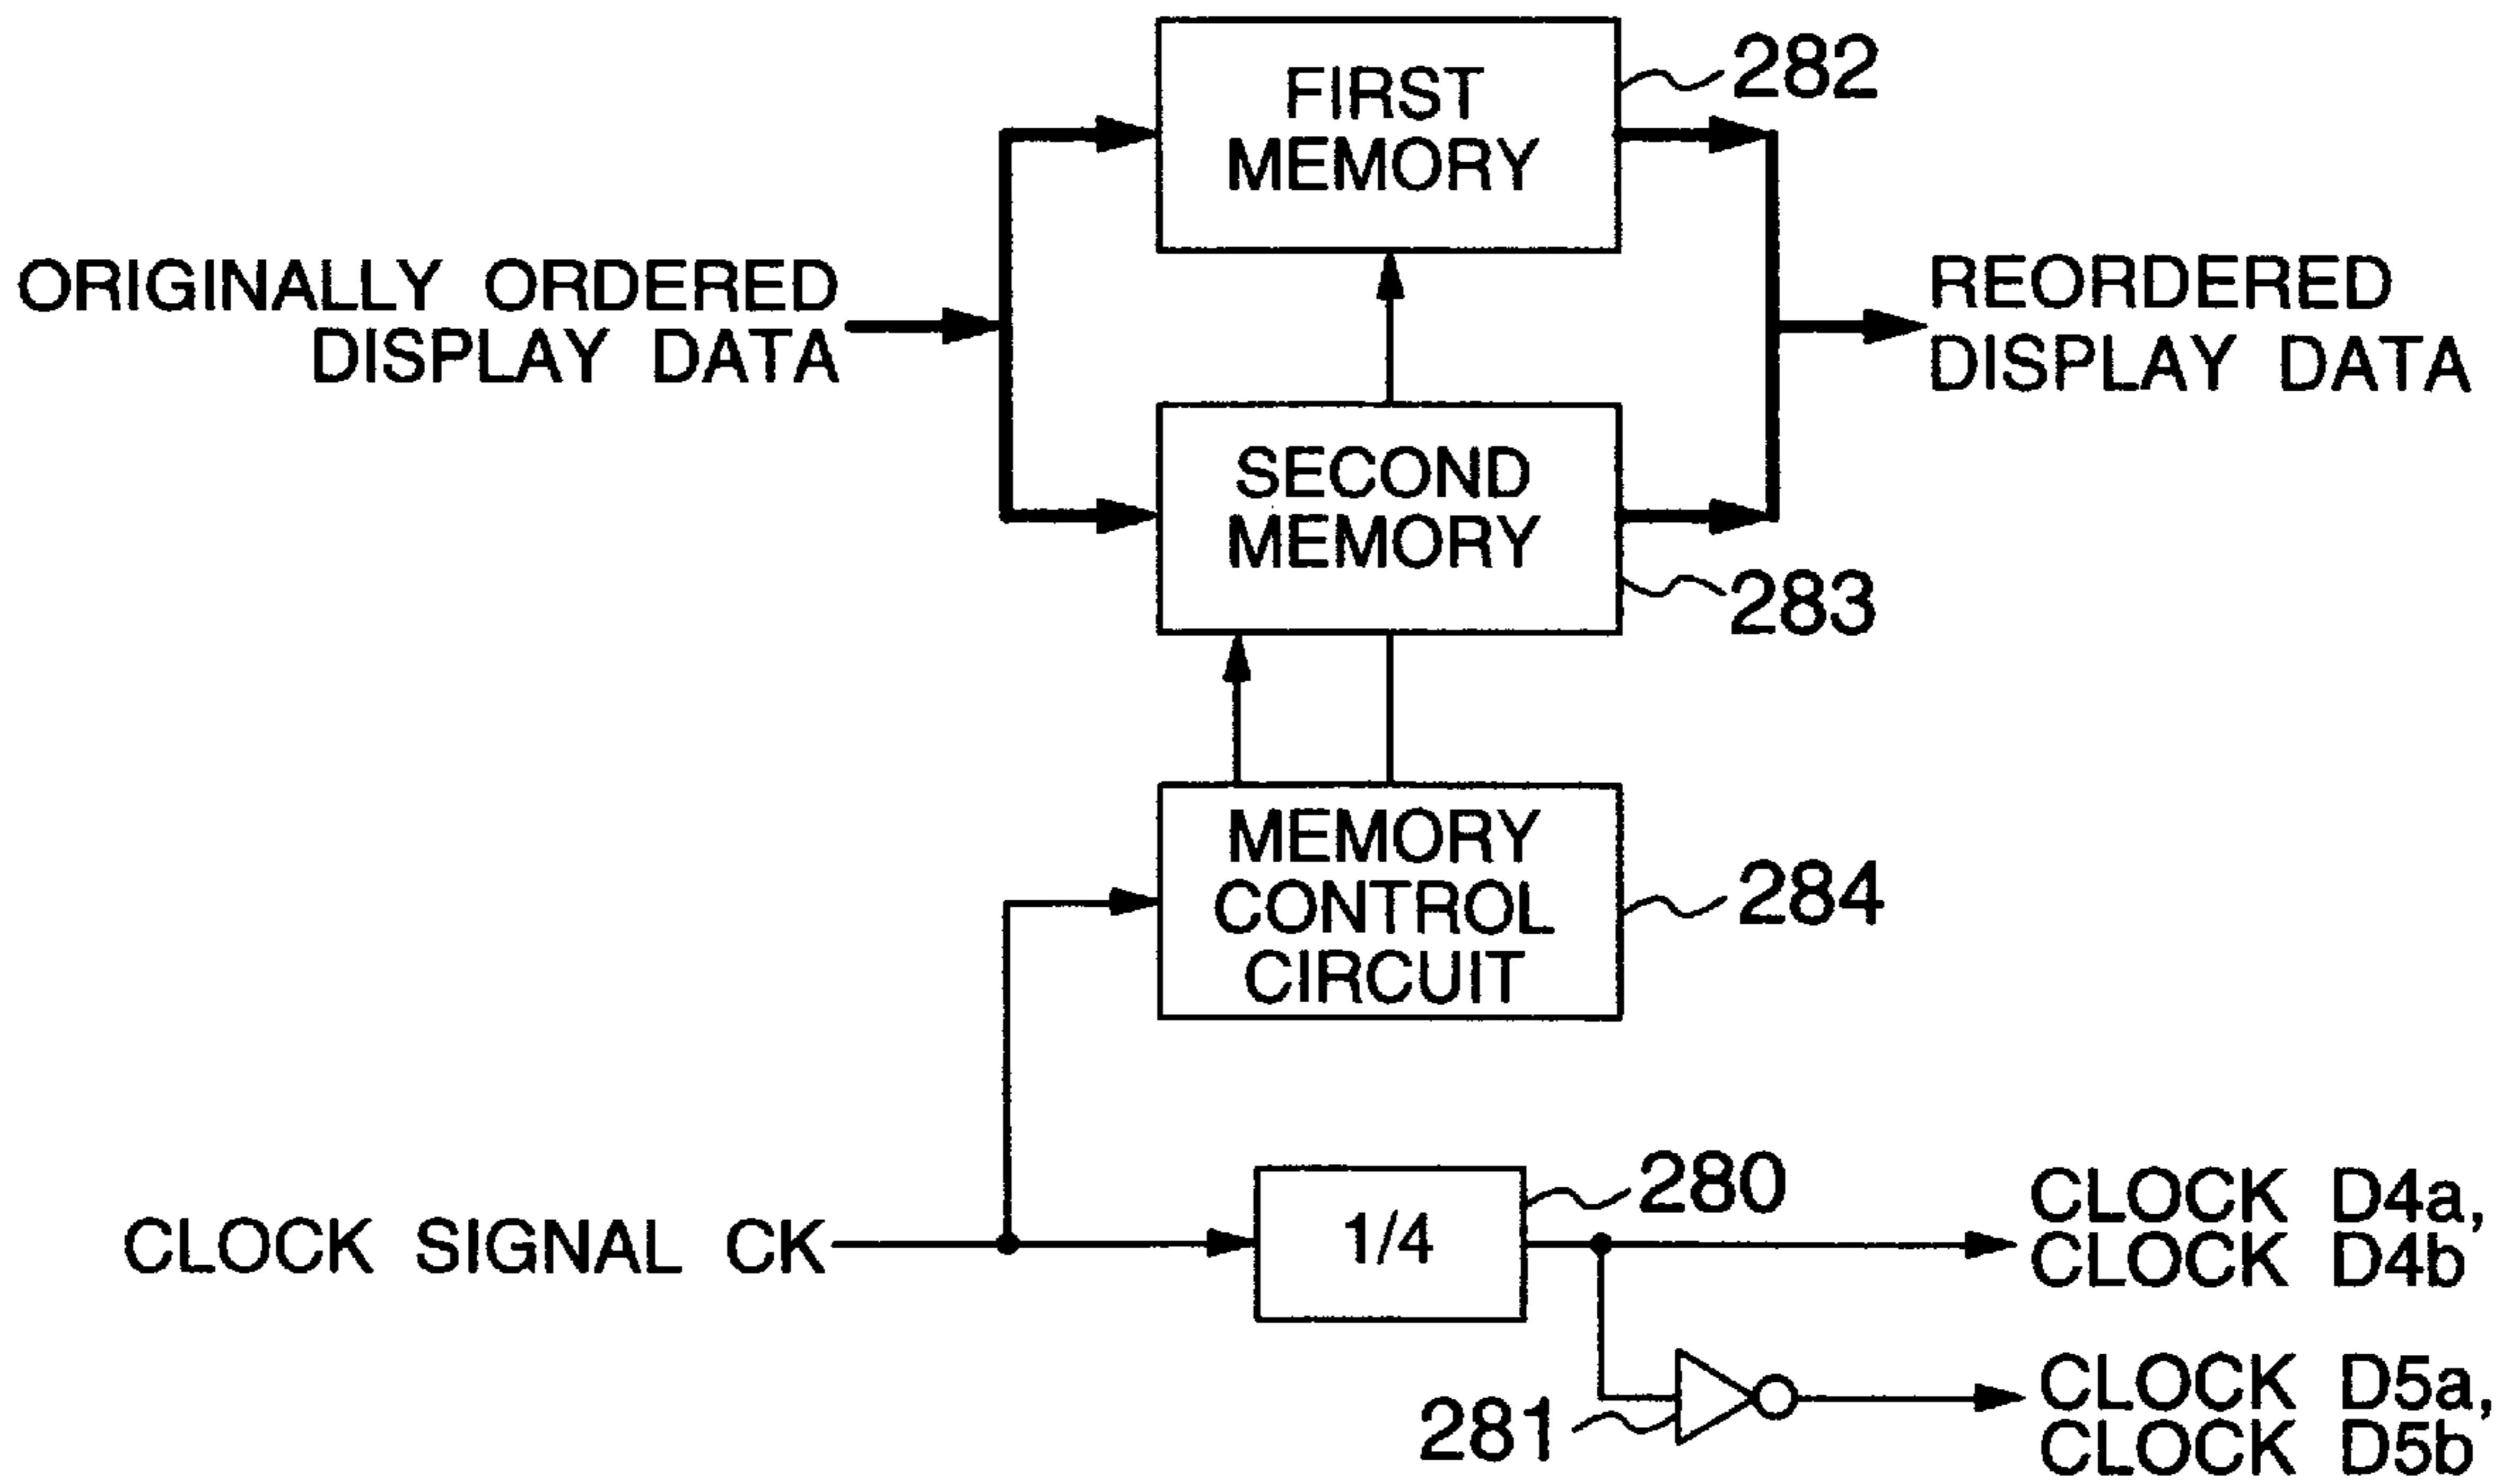 FIRST
MEMORY
282
ORIGINALLY ORDERED
DISPLAY DATA
REORDERED
DISPLAY DATA
SECOND
MEMORY
283
MEMORY
CONTROL
CIRCUIT
284
CLOCK SIGNAL CK
1/4
280
CLOCK D4a,
CLOCK D4b
281
CLOCK D5a,
CLOCK D5b